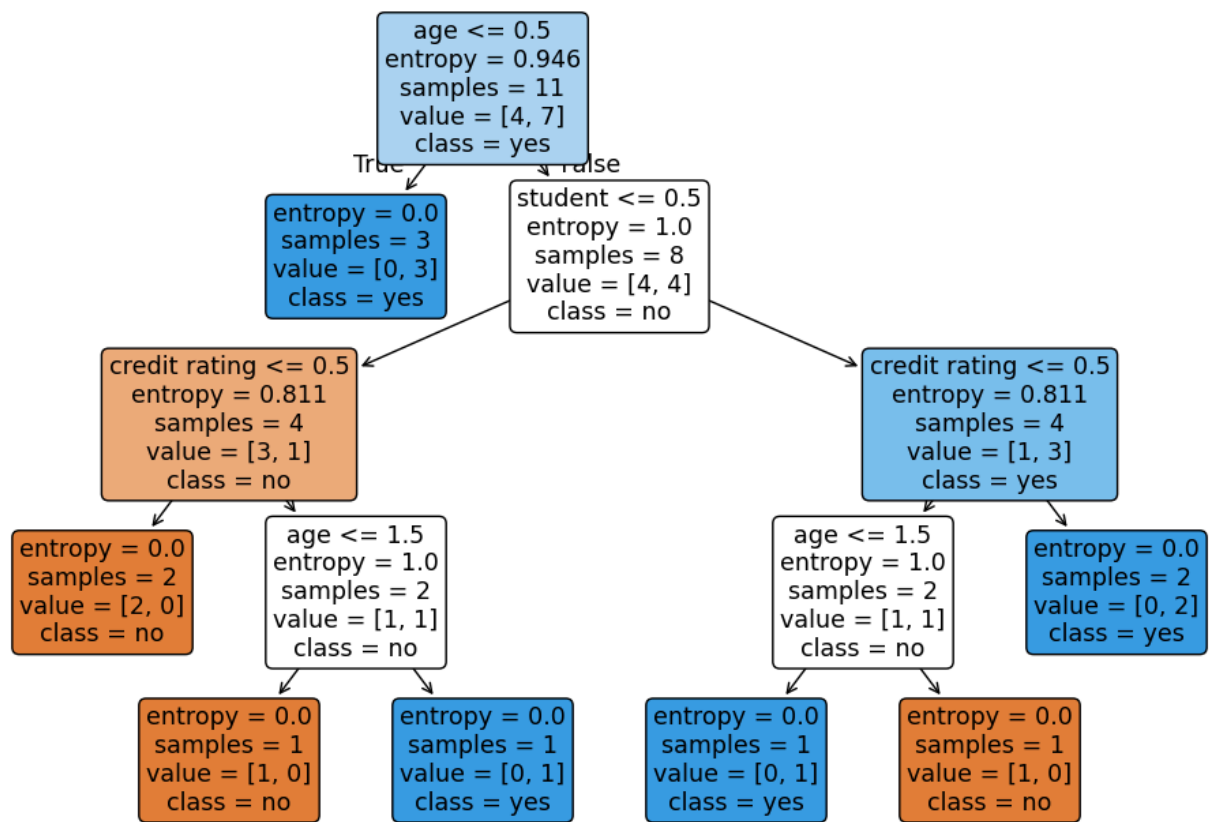 age <= 0.5
entropy = 0.946
samples = 11
value = [4, 7]
class = yes
True
False
entropy = 0.0
samples = 3
value = [0, 3]
class = yes
student <= 0.5
entropy = 1.0
samples = 8
value = [4, 4]
class = no
credit rating <= 0.5
entropy = 0.811
samples = 4
value = [3, 1]
class = no
credit rating <= 0.5
entropy = 0.811
samples = 4
value = [1, 3]
class = yes
entropy = 0.0
samples = 2
value = [2, 0]
class = no
age <= 1.5
entropy = 1.0
samples = 2
value = [1, 1]
class = no
age <= 1.5
entropy = 1.0
samples = 2
value = [1, 1]
class = no
entropy = 0.0
samples = 2
value = [0, 2]
class = yes
entropy = 0.0
samples = 1
value = [1, 0]
class = no
entropy = 0.0
samples = 1
value = [0, 1]
class = yes
entropy = 0.0
samples = 1
value = [0, 1]
class = yes
entropy = 0.0
samples = 1
value = [1, 0]
class = no